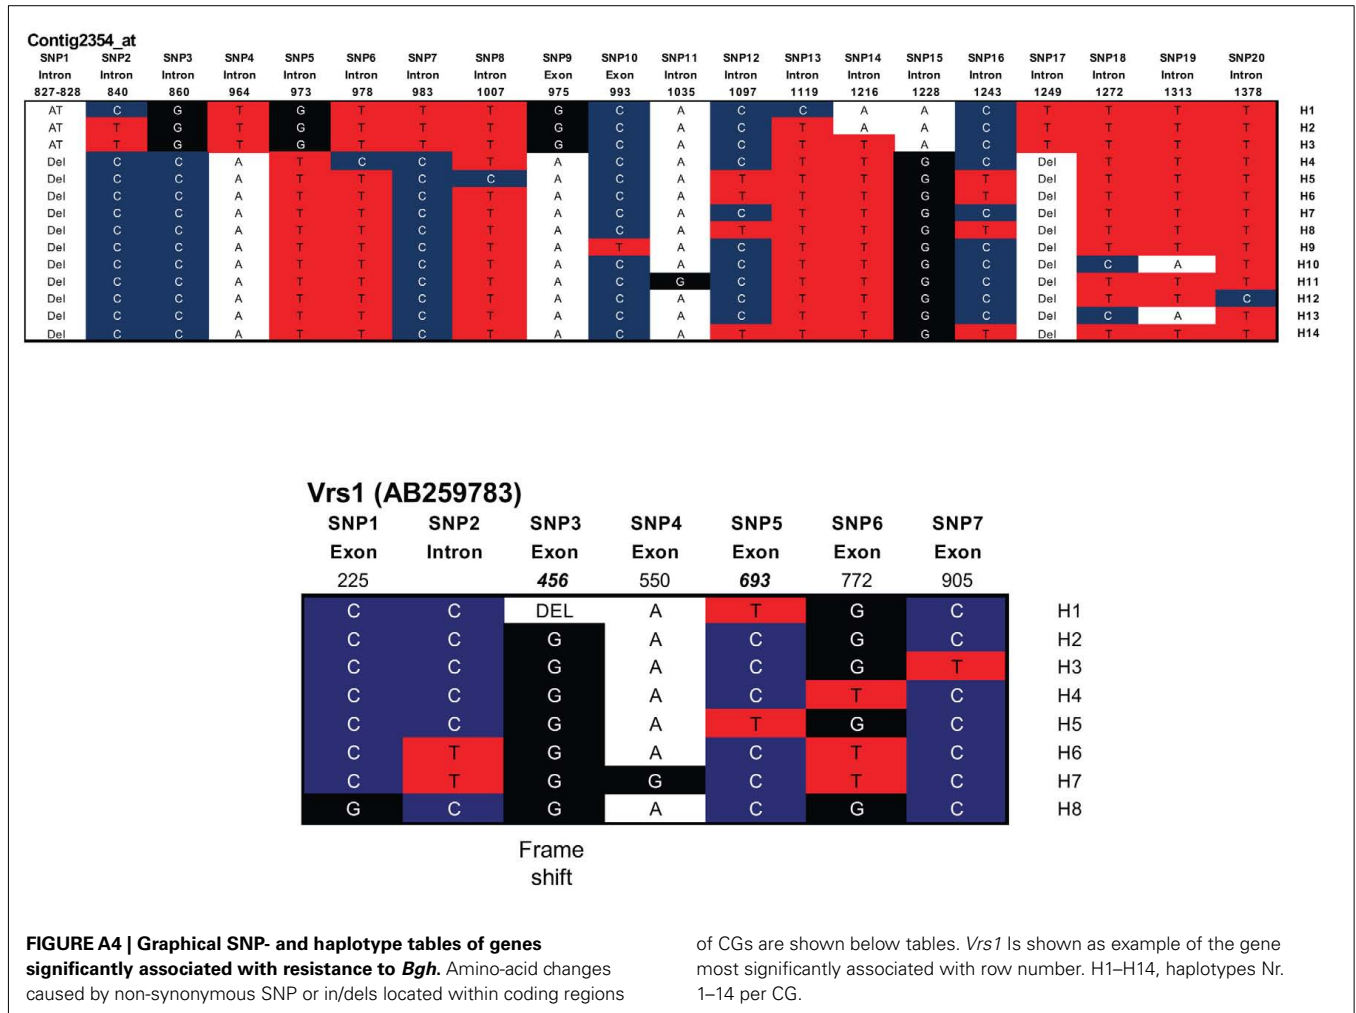 Contig2354_at
SNP1 SNP2 SNP3 SNP4 SNP5 SNP6 SNP7 SNP8 SNP9 SNP10 SNP11 SNP12 SNP13 SNP14 SNP15 SNP16 SNP17 SNP18 SNP19 SNP20
Intron Intron Intron Intron Intron Intron Intron Intron Exon Exon Intron Intron Intron Intron Intron Intron Intron Intron Intron Intron
827-828 840 860 964 973 978 983 1007 975 993 1035 1097 1119 1216 1228 1243 1249 1272 1313 1378
AT C G T G T T T G C A C C A A C T T T T H1
AT T G T G T T T G C A C T A A C T T T T H2
AT T G T G T T T G C A C T T A C T T T T H3
Del C C A T C C T A C A C T T G C Del T T T H4
Del C C A T T C C A C A T T T G T Del T T T H5
Del C C A T T C T A C A T T T G T Del T T T H6
Del C C A T T C T A C A C T T G C Del T T T H7
Del C C A T T C T A C A T T T G T Del T T T H8
Del C C A T T C T A T A C T T G C Del T T T H9
Del C C A T T C T A C A C T T G C Del C A T H10
Del C C A T T C T A C G C T T G C Del T T T H11
Del C C A T T C T A C A C T T G C Del T T C H12
Del C C A T T C T A C A C T T G C Del C A T H13
Del C C A T T C T A C A T T T G T Del T T T H14
Vrs1 (AB259783)
SNP1 SNP2 SNP3 SNP4 SNP5 SNP6 SNP7
Exon Intron Exon Exon Exon Exon Exon
225 456 550 693 772 905
C C DEL A T G C H1
C C G A C G C H2
C C G A C G T H3
C C G A C T C H4
C C G A T G C H5
C T G A C T C H6
C T G G C T C H7
G C G A C G C H8
Frame
shift
FIGURE A4 | Graphical SNP- and haplotype tables of genes
significantly associated with resistance to Bgh. Amino-acid changes
caused by non-synonymous SNP or in/dels located within coding regions
of CGs are shown below tables. Vrs1 Is shown as example of the gene
most significantly associated with row number. H1–H14, haplotypes Nr.
1–14 per CG.